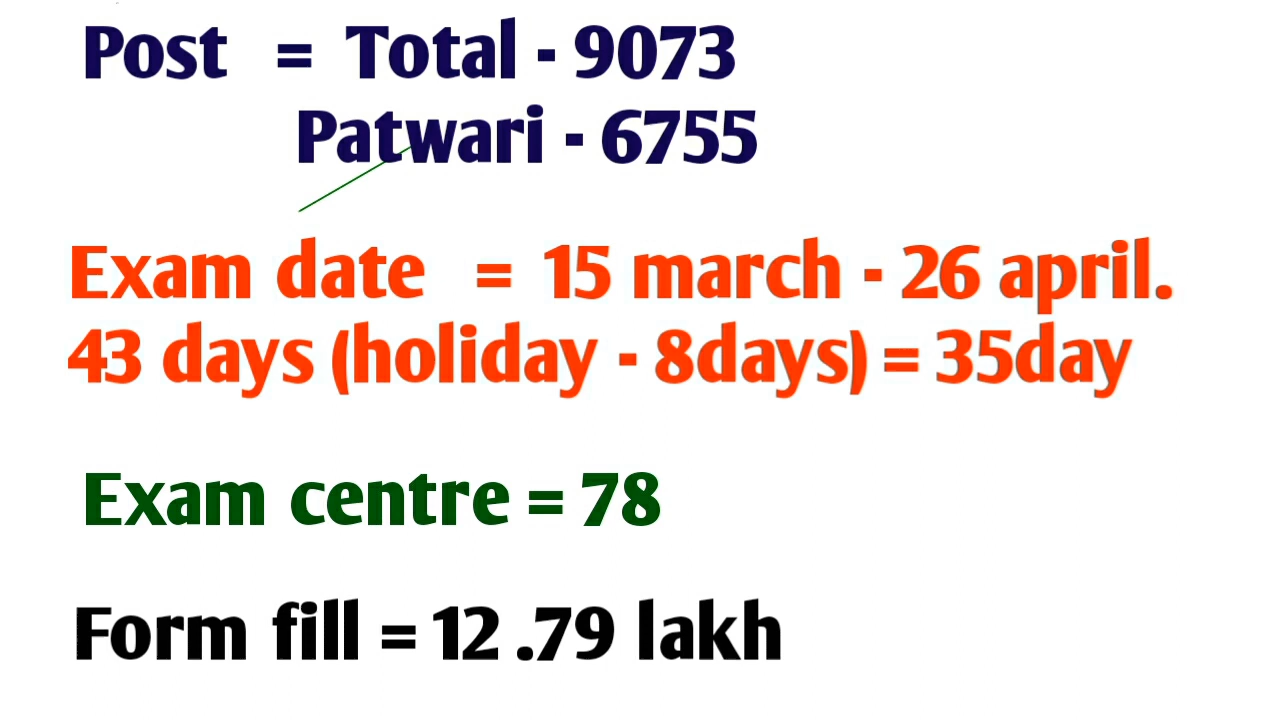 Post = Total - 9073
Patwari - 6755
Exam date = 15 march - 26 april.
43 days (holiday - 8days) = 35day
Exam centre = 78
Form fill = 12 .79 lakh